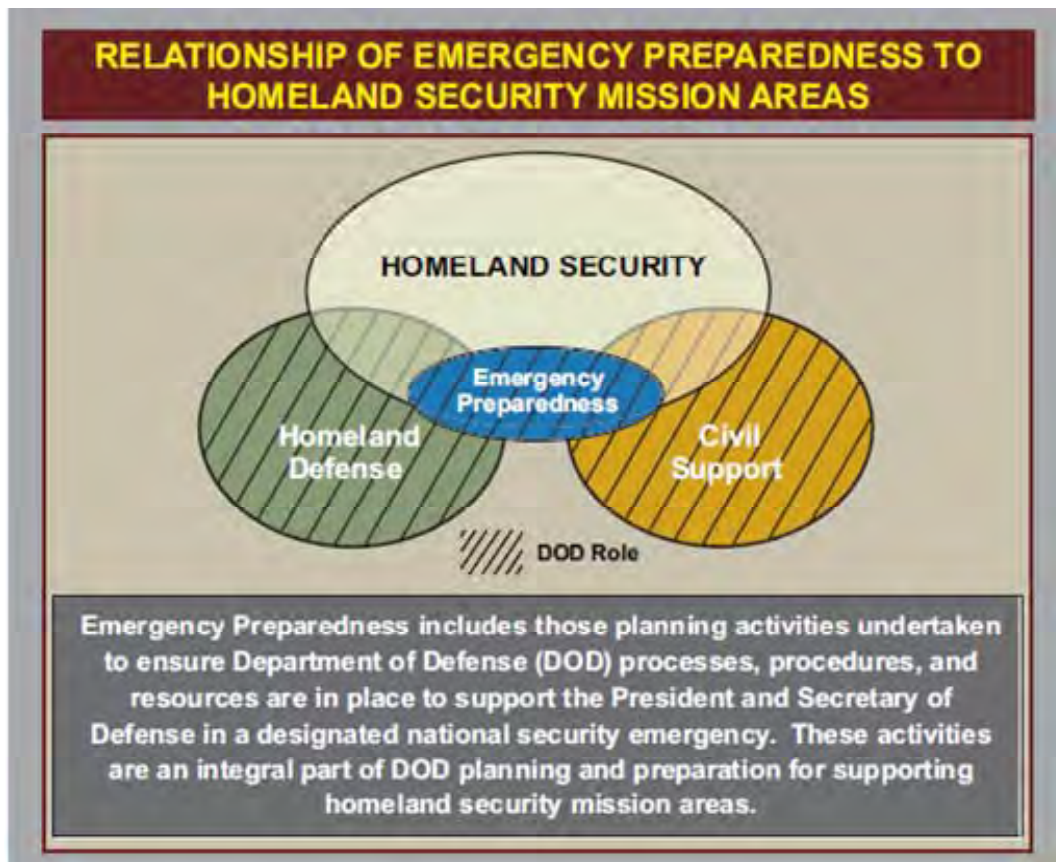 RELATIONSHIP OF EMERGENCY PREPAREDNESS TO
HOMELAND SECURITY MISSION AREAS
HOMELAND SECURITY
Emergency
Preparedness
Homeland
Defense
Civil
Support
DOD Role
Emergency Preparedness includes those planning activities undertaken
to ensure Department of Defense (DOD) processes, procedures, and
resources are in place to support the President and Secretary of
Defense in a designated national security emergency. These activities
are an integral part of DOD planning and preparation for supporting
homeland security mission areas.